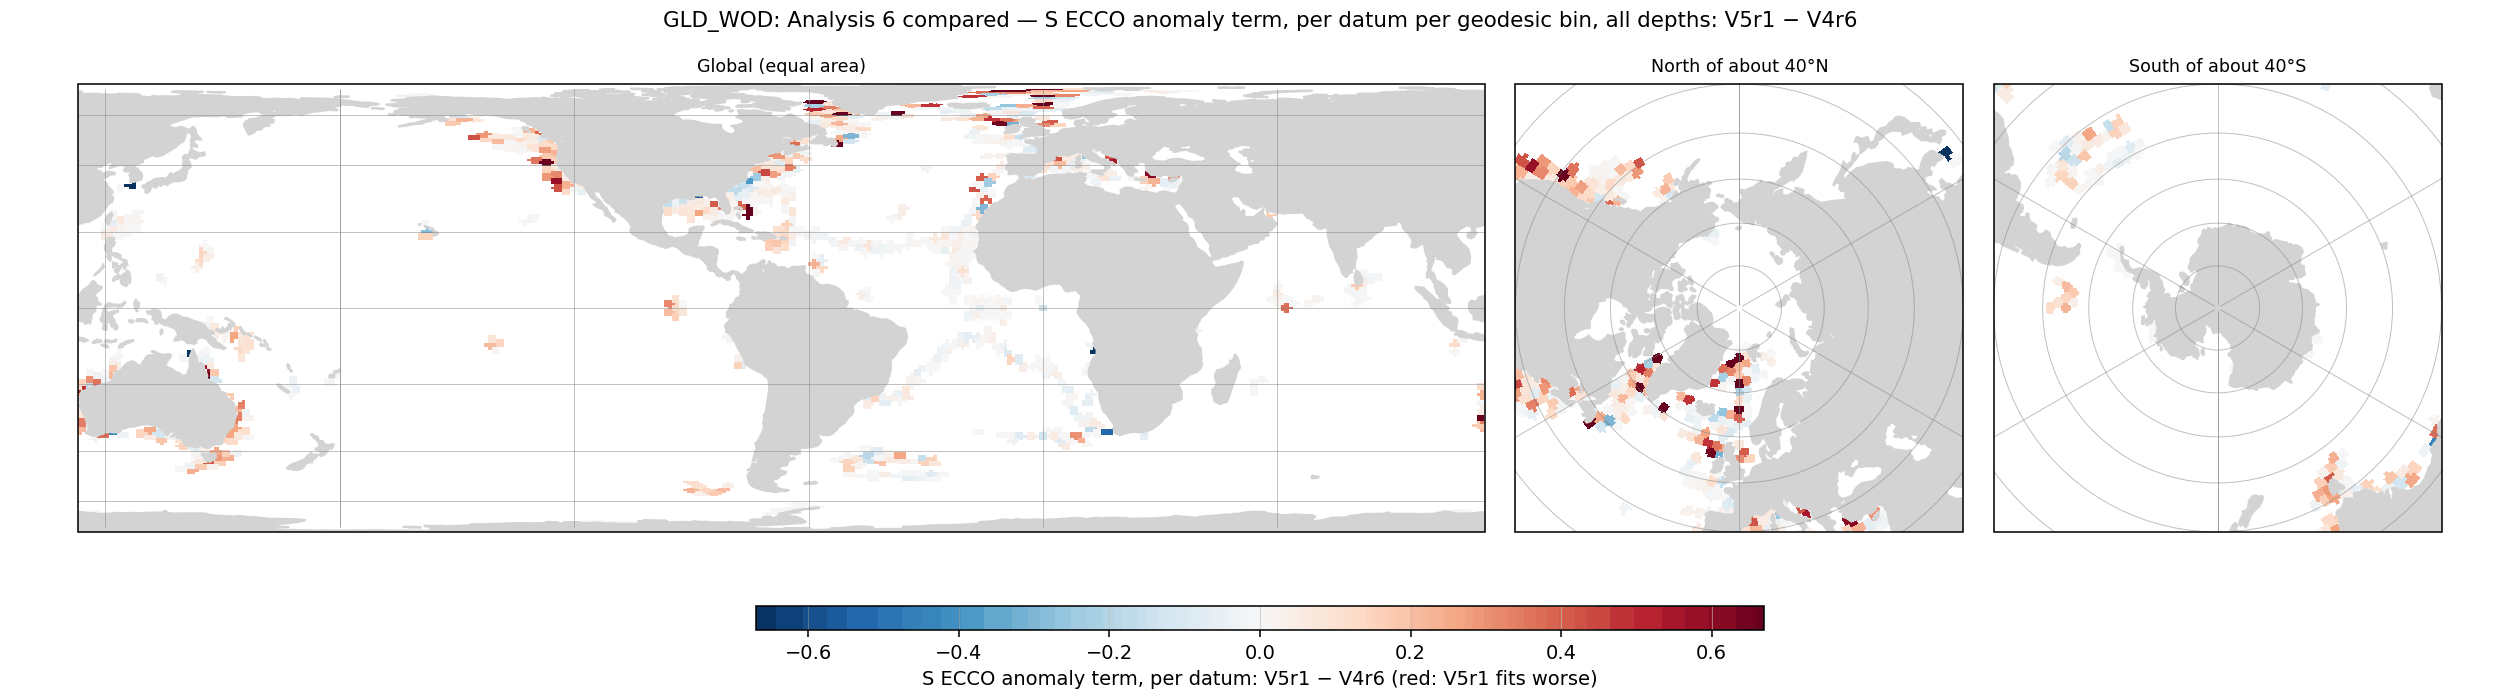 GLD_WOD: Analysis 6 compared — S ECCO anomaly term, per datum per geodesic bin, all depths: V5r1 − V4r6
Global (equal area)
North of about 40°N
South of about 40°S
−0.6
−0.4
−0.2
0.0
0.2
0.4
0.6
S ECCO anomaly term, per datum: V5r1 − V4r6 (red: V5r1 fits worse)